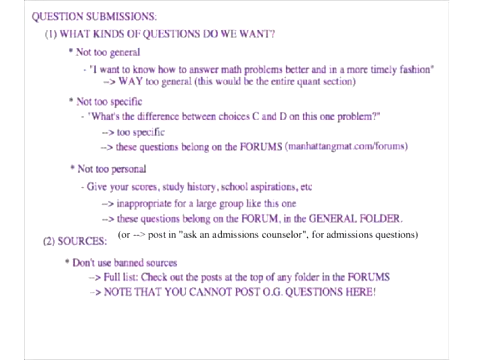 QUESTION SUBMISSIONS:
(1) WHAT KINDS OF QUESTIONS DO WE WANT?
* Not too general
- "I want to know how to answer math problems better and in a more timely fashion"
--> WAY too general (this would be the entire quant section)
* Not too specific
- "What's the difference between choices C and D on this one problem?"
--> too specific
--> these questions belong on the FORUMS (manhattangmat.com/forums)
* Not too personal
- Give your scores, study history, school aspirations, etc
--> inappropriate for a large group like this one
--> these questions belong on the FORUM, in the GENERAL FOLDER.
(or --> post in "ask an admissions counselor", for admissions questions)
(2) SOURCES:
* Don't use banned sources
--> Full list: Check out the posts at the top of any folder in the FORUMS
--> NOTE THAT YOU CANNOT POST O.G. QUESTIONS HERE!